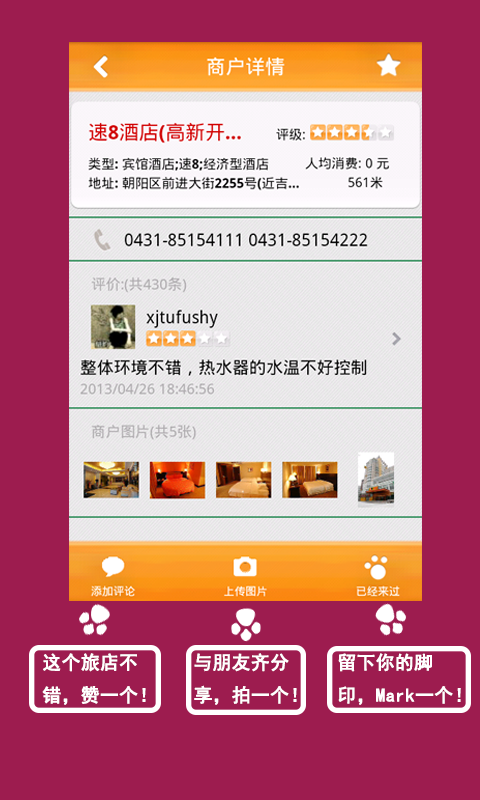 商户详情
速8酒店(高新开...
评级:
类型: 宾馆酒店;速8;经济型酒店
人均消费: 0 元
地址: 朝阳区前进大街2255号(近吉...
561米
0431-85154111 0431-85154222
评价:(共430条)
xjtufushy
整体环境不错，热水器的水温不好控制
2013/04/26 18:46:56
商户图片(共5张)
添加评论
上传图片
已经来过
这个旅店不
错，赞一个！
与朋友齐分
享，拍一个！
留下你的脚
印，Mark一个！